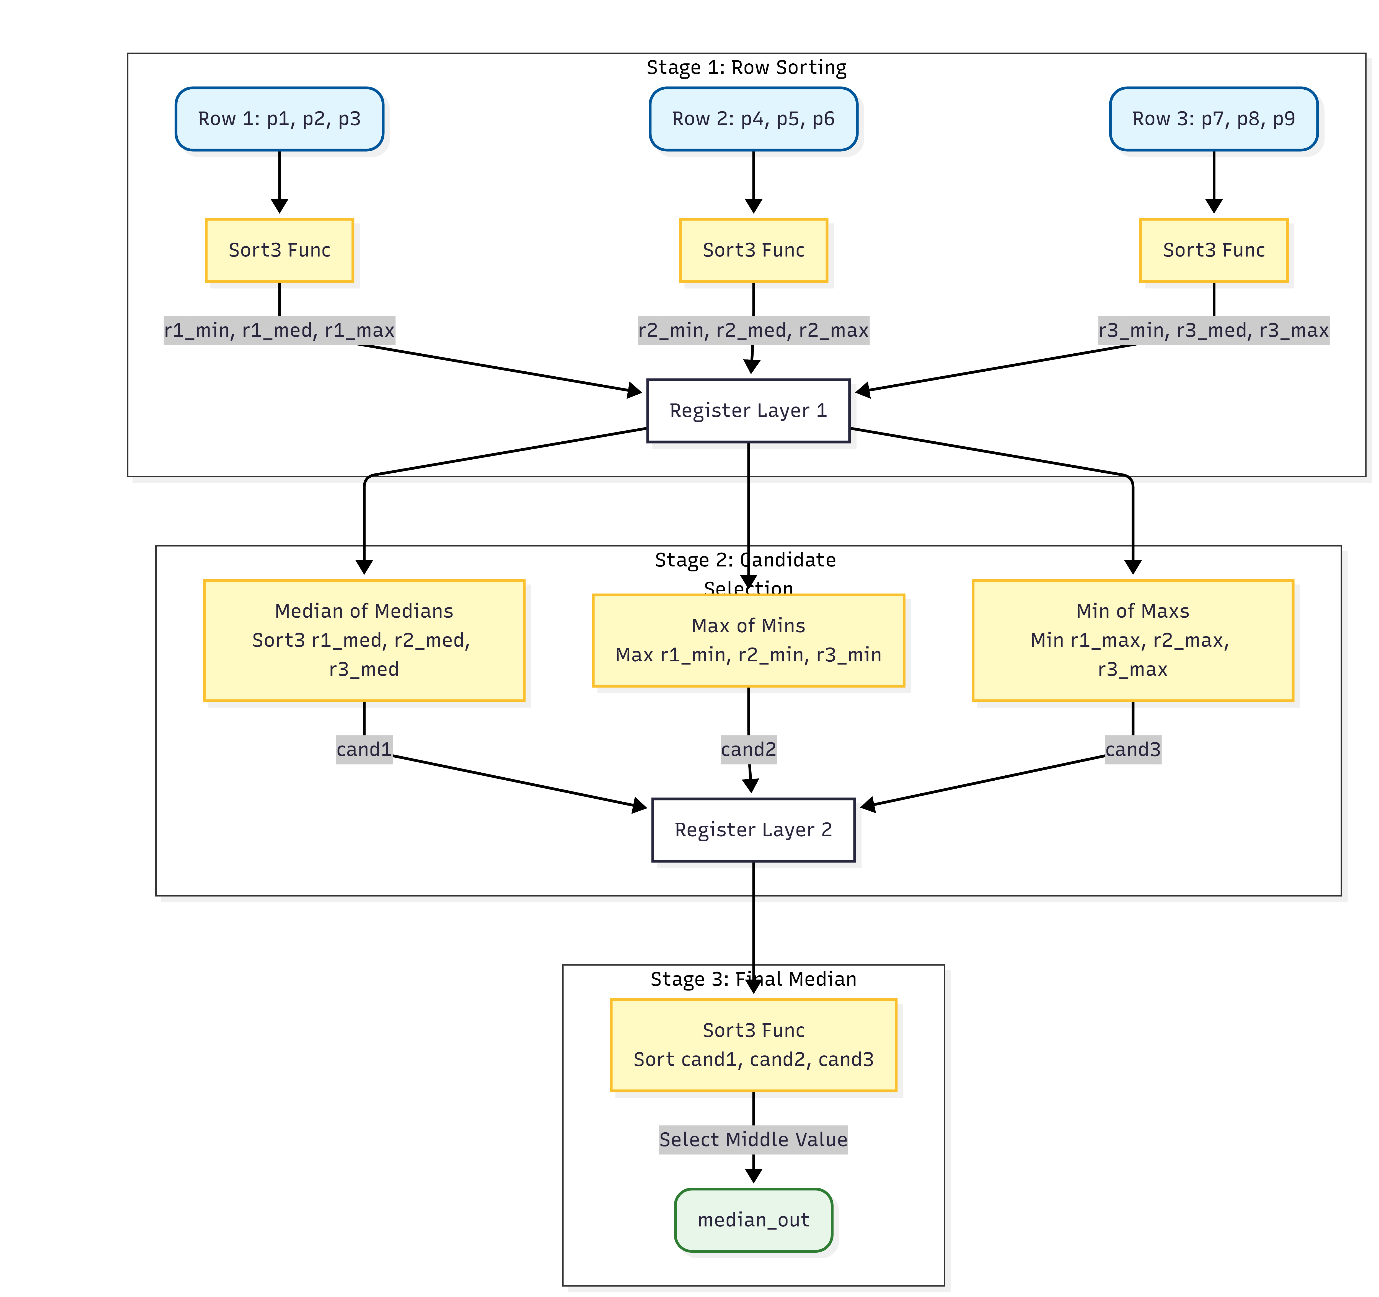 Stage 1: Row Sorting
Row 1: p1, p2, p3
Row 2: p4, p5, p6
Row 3: p7, p8, p9
Sort3 Func
Sort3 Func
Sort3 Func
r1_min, r1_med, r1_max
r2_min, r2_med, r2_max
r3_min, r3_med, r3_max
Register Layer 1
Stage 2: Candidate
Selection
Median of Medians
Sort3 r1_med, r2_med,
r3_med
Max of Mins
Max r1_min, r2_min, r3_min
Min of Maxs
Min r1_max, r2_max,
r3_max
cand1
cand2
cand3
Register Layer 2
Stage 3: Final Median
Sort3 Func
Sort cand1, cand2, cand3
Select Middle Value
median_out